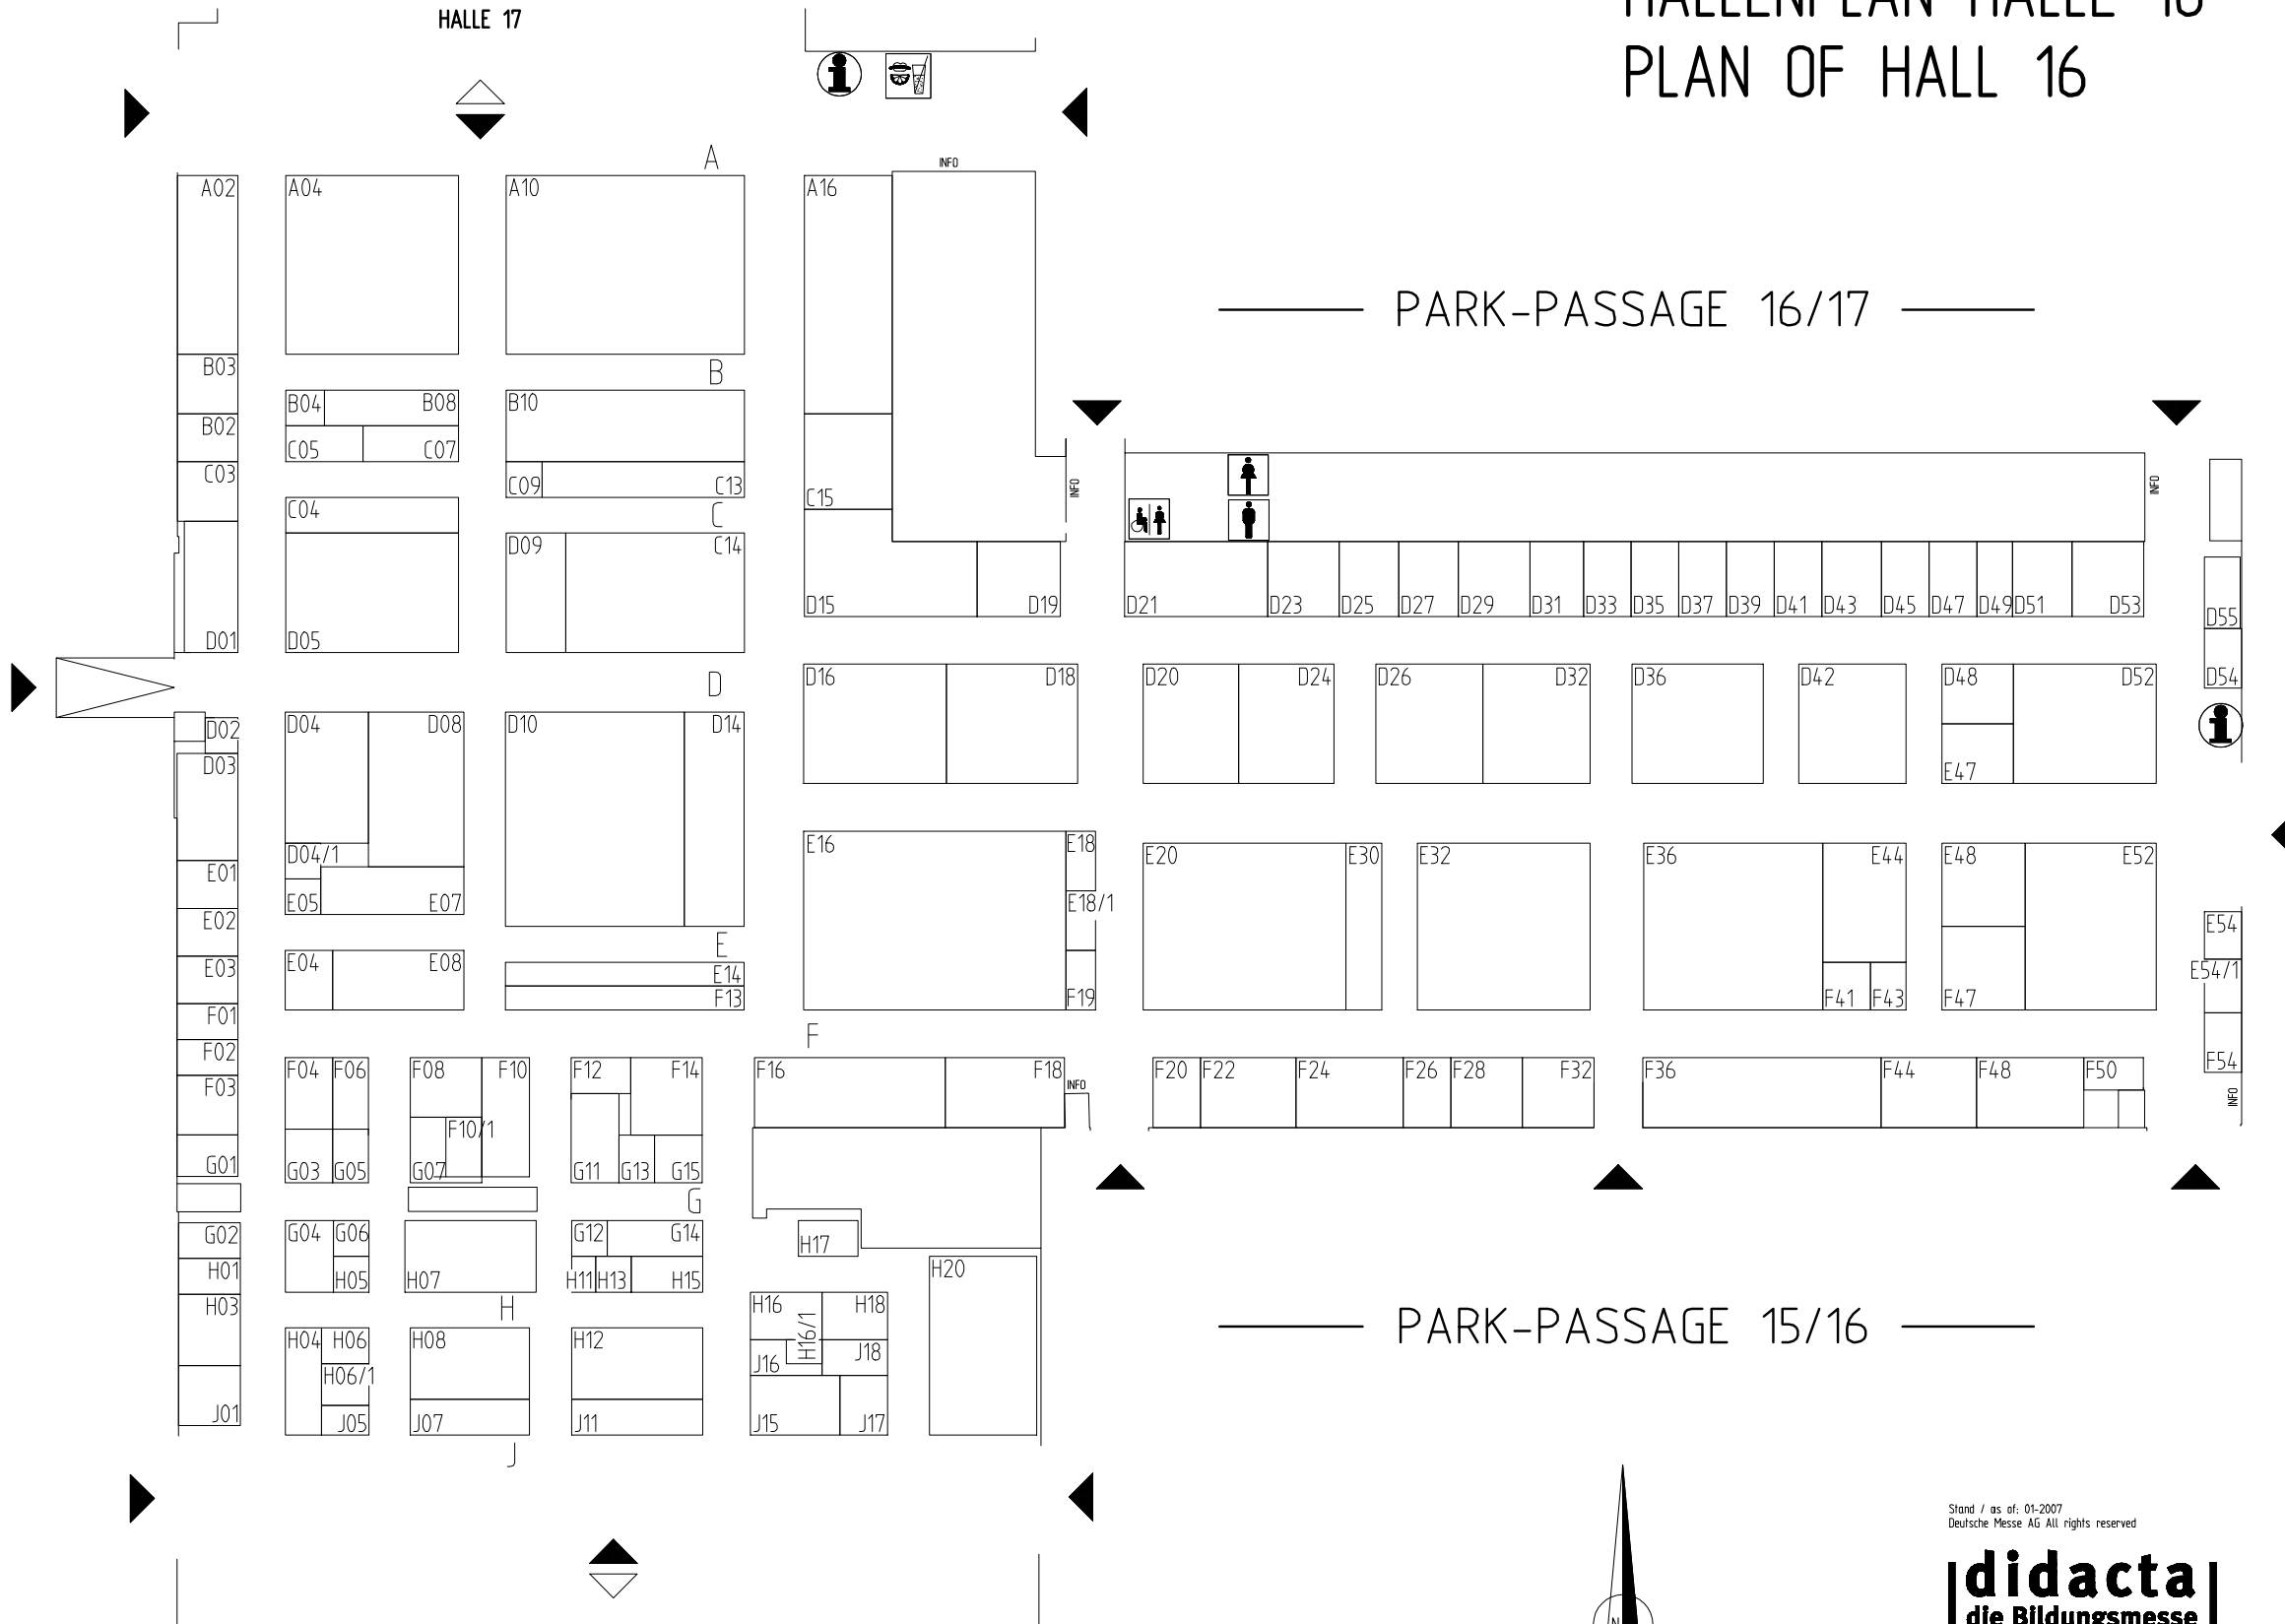 HALLE 17
HALLENPLAN HALLE 16
PLAN OF HALL 16
A
INFO
A02 A04 A10 A16
PARK-PASSAGE 16/17
B03 B
B04 B08 B10
B02
C05 C07
C03 C09 C13 C15 INFO INFO
C04 C
D09 C14
D15 D19 D21 D23 D25 D27 D29 D31 D33 D35 D37 D39 D41 D43 D45 D47 D49 D51 D53 D55
D01 D05
D
D16 D18 D20 D24 D26 D32 D36 D42 D48 D52 D54
D02 D04 D08 D10 D14
D03 E47
E16 E18
D04/1 E20 E30 E32 E36 E44 E48 E52
E01
E05 E07 E18/1
E02 E54
E
E03 E04 E08 E14 E54/1
F13 F19 F41 F43 F47
F01
F
F02
F04 F06 F08 F10 F12 F14 F16 F18 F20 F22 F24 F26 F28 F32 F36 F44 F48 F50 F54
F03 INFO INFO
F10/1
G01 G03 G05 G07 G11 G13 G15
G
G02 G04 G06 G12 G14
H17
H01 H05 H07 H11 H13 H15 H20
H03 H H16 H18
H16/1
PARK-PASSAGE 15/16
H04 H06 H08 H12
J16 J18
H06/1
J01 J05 J07 J11 J15 J17
J
Stand / as of: 01-2007
Deutsche Messe AG All rights reserved
didacta
die Bildungsmesse
N